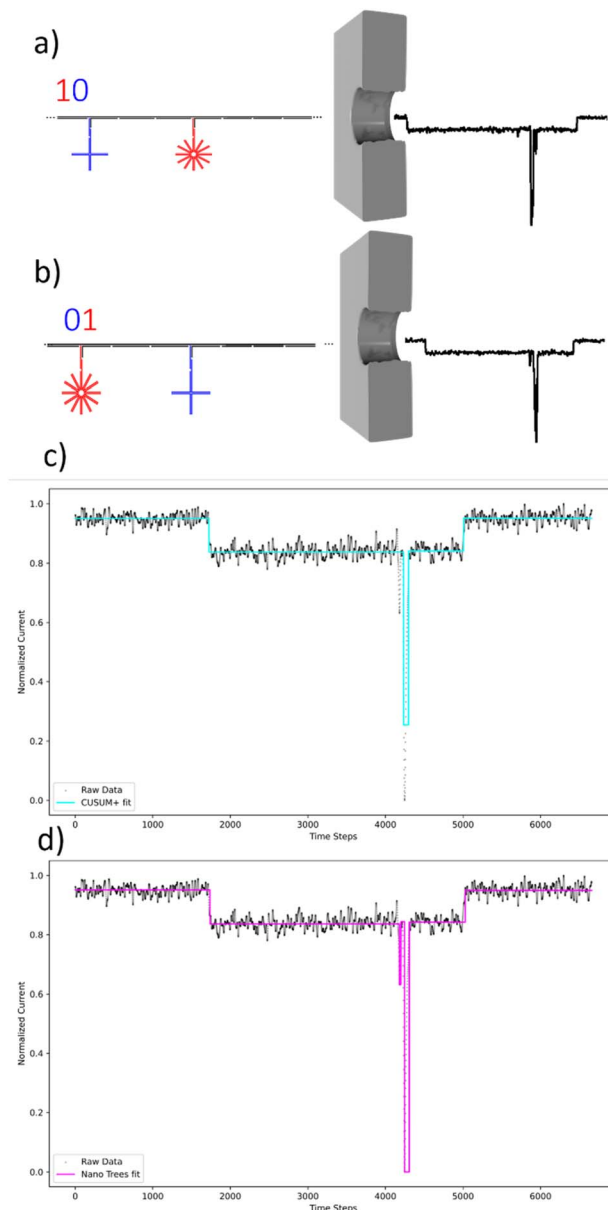 a)
10
b)
01
c)
1.0
0.8
0.6
0.4
0.2
0.0
Normalized Current
Raw Data
CUSUM+ fit
0 1000 2000 3000 4000 5000 6000
Time Steps
d)
1.0
0.8
0.6
0.4
0.2
0.0
Normalized Current
Raw Data
Nano Trees fit
0 1000 2000 3000 4000 5000 6000
Time Steps